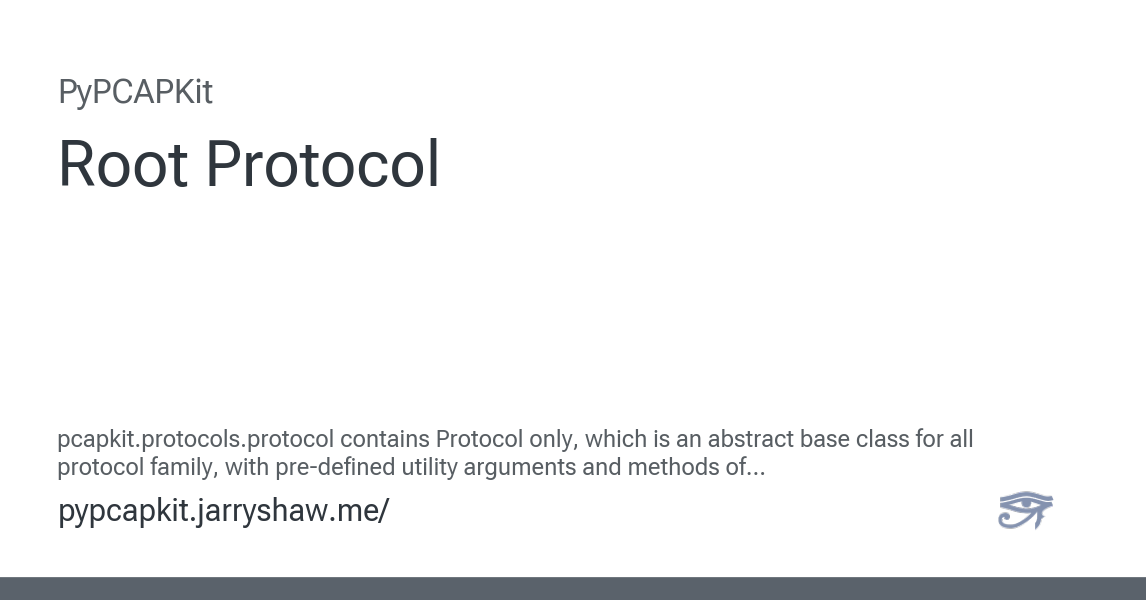 PyPCAPKit
Root Protocol
pcapkit.protocols.protocol contains Protocol only, which is an abstract base class for all
protocol family, with pre-defined utility arguments and methods of...
pypcapkit.jarryshaw.me/